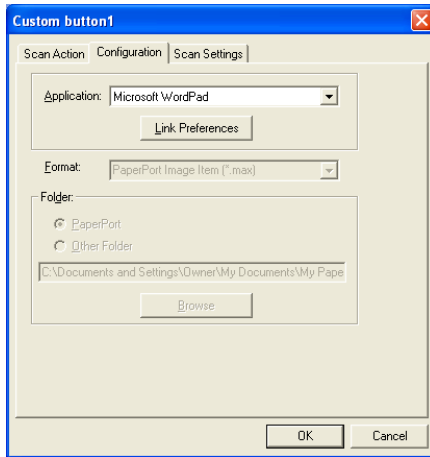 Custom button1
Scan Action Configuration Scan Settings
Application: Microsoft WordPad
Link Preferences
Format: PaperPort Image Item (*.max)
Folder:
PaperPort
Other Folder
C:\Documents and Settings\Owner\My Documents\My Pape
Browse
OK Cancel